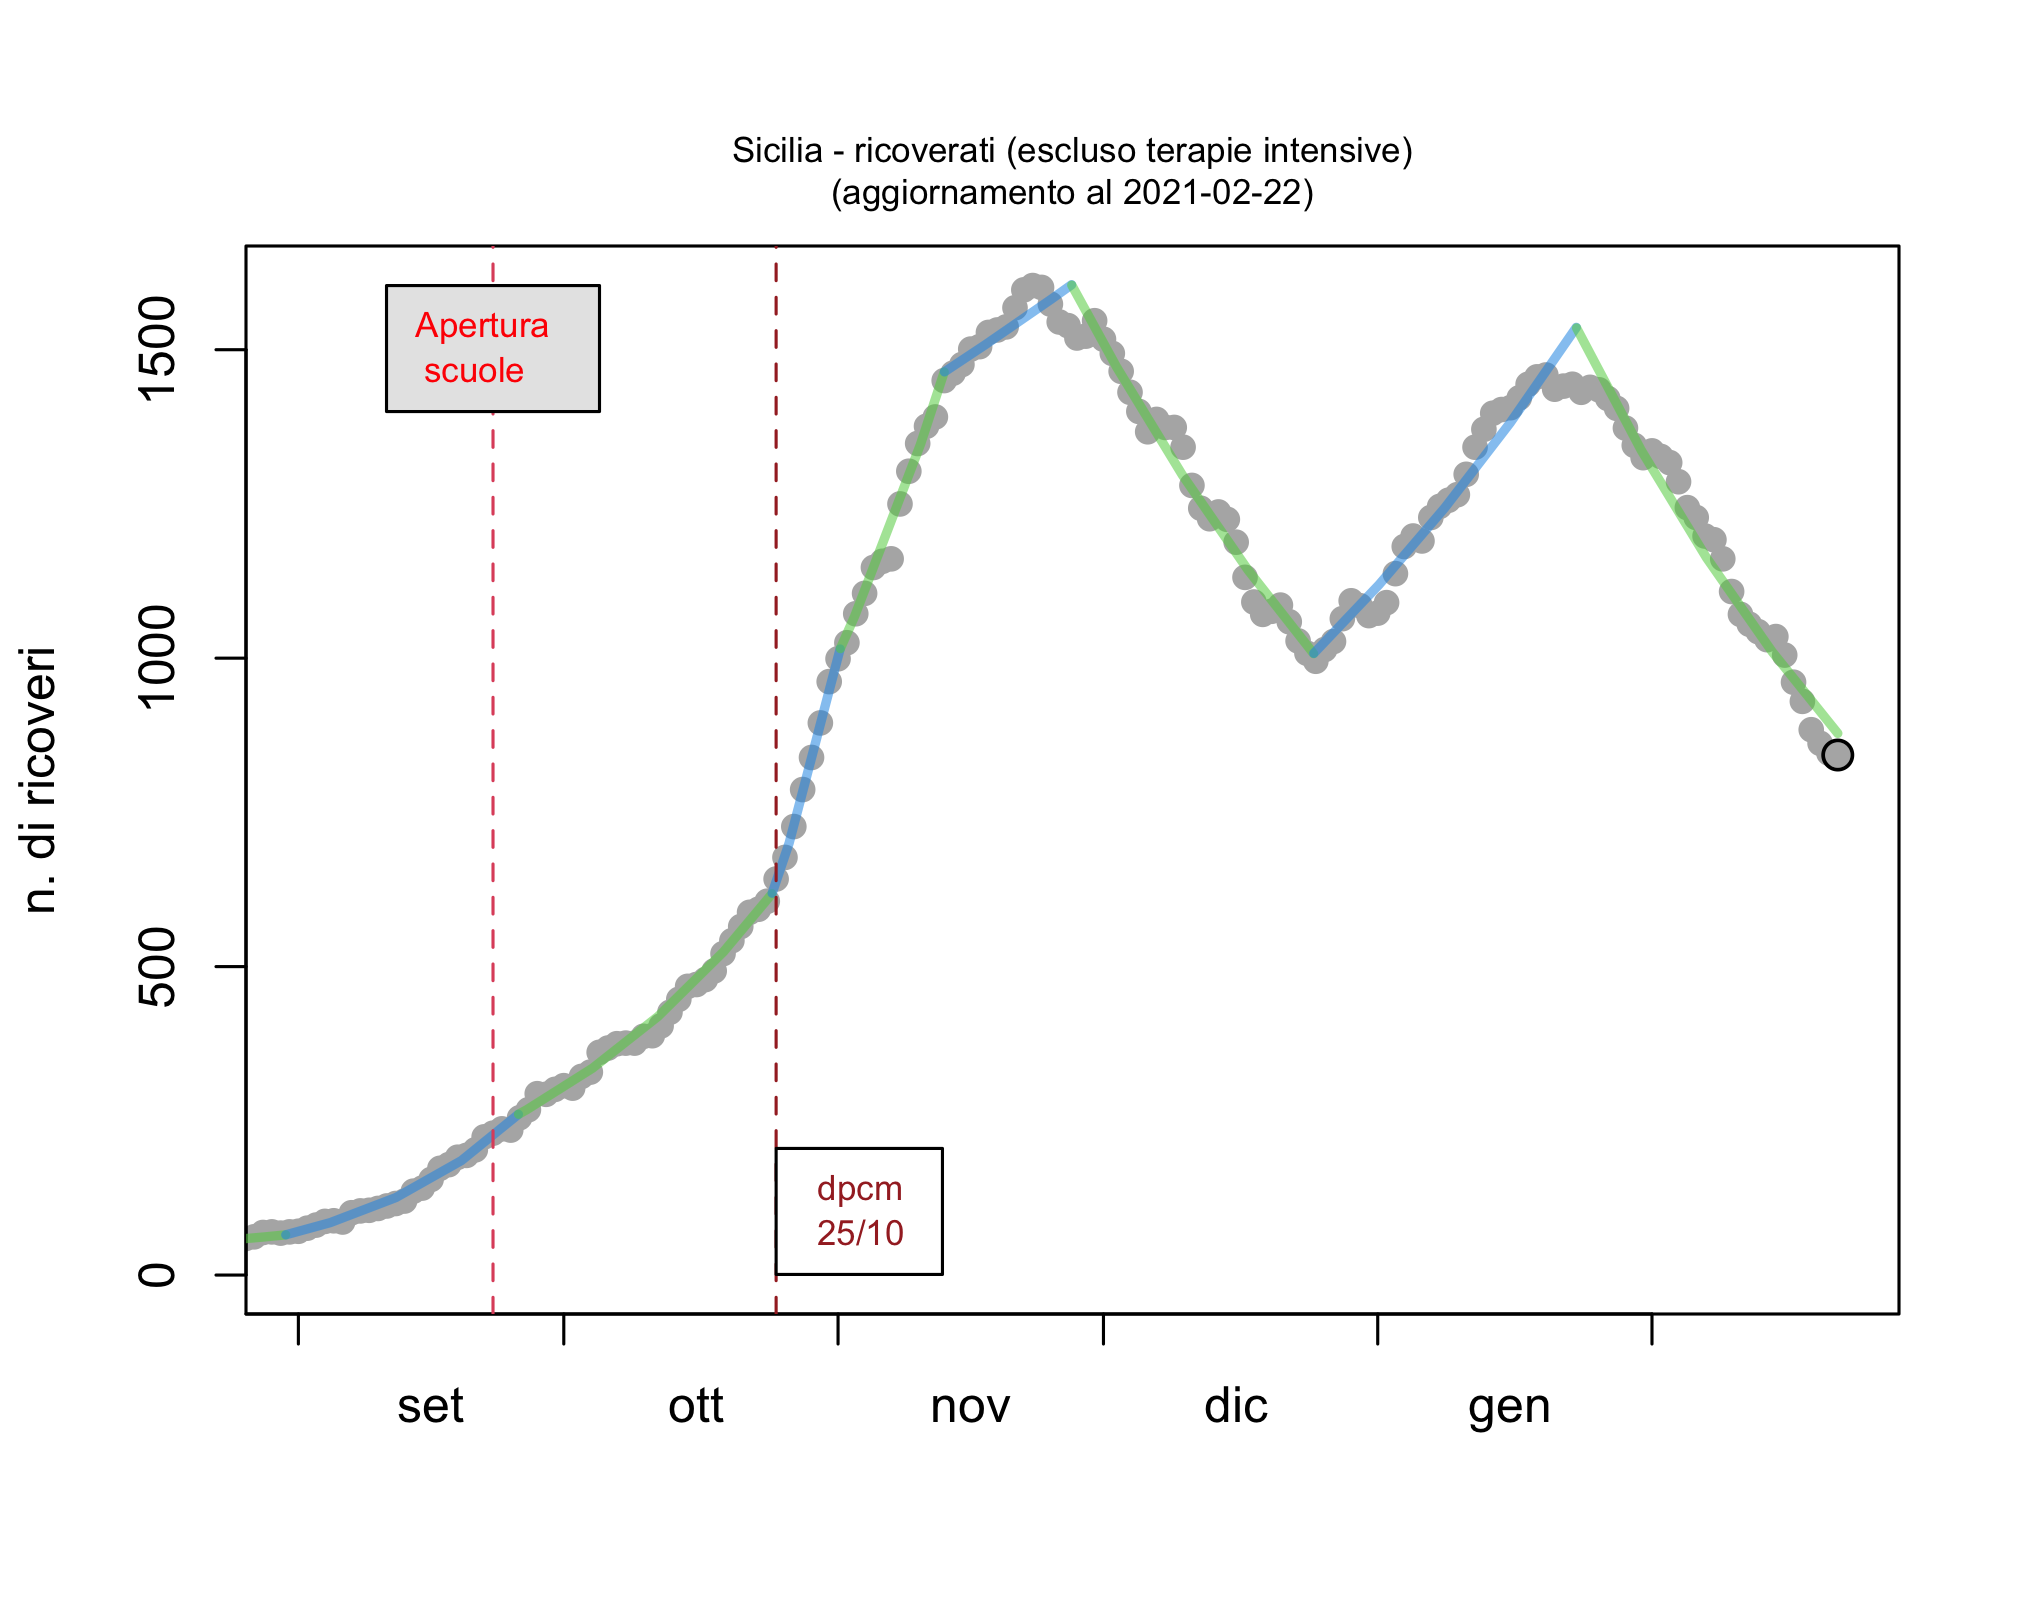 Sicilia - ricoverati (escluso terapie intensive)
(aggiornamento al 2021-02-22)
Apertura
scuole
dpcm
25/10
n. di ricoveri
1500
1000
500
0
set ott nov dic gen